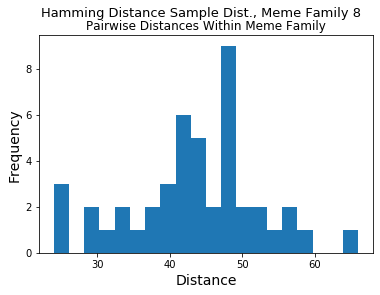 Hamming Distance Sample Dist., Meme Family 8
Pairwise Distances Within Meme Family
8
6
4
2
0
Frequency
30
40
50
60
Distance